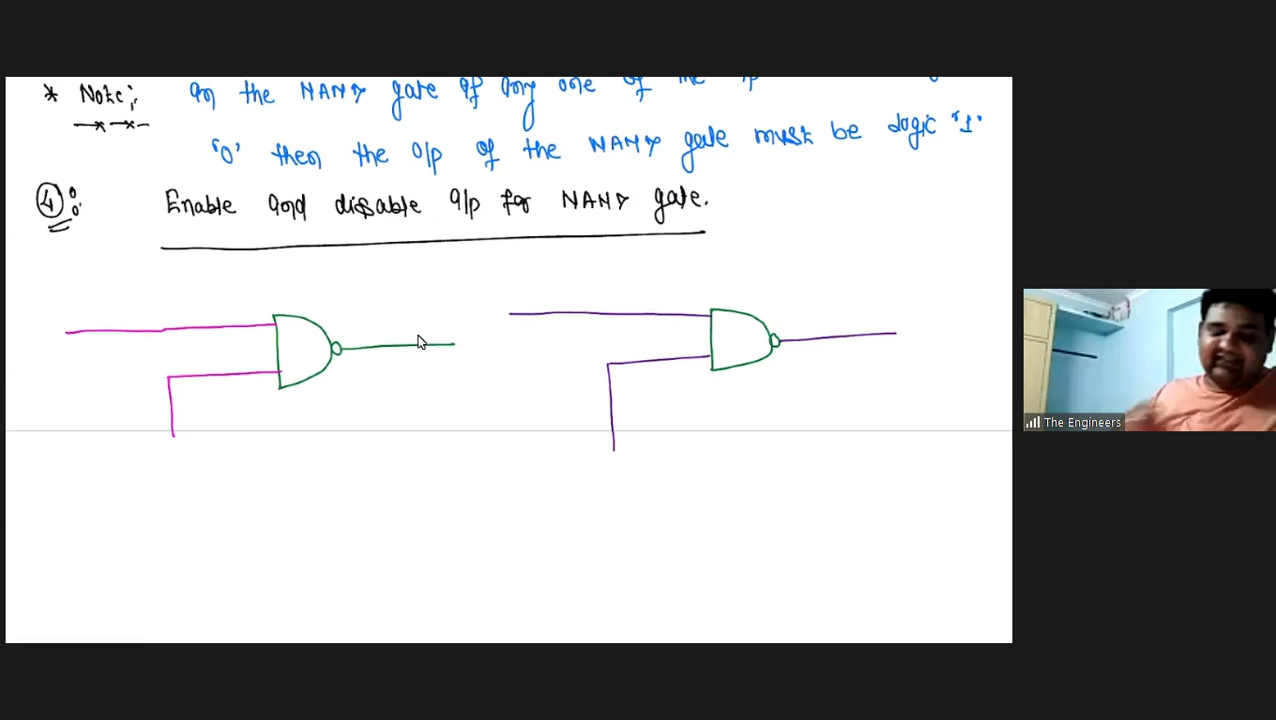 * Note:- In the NAND gate if any one of the i/p
'0' then the o/p of the NAND gate must be logic '1'
④: Enable and disable i/p for NAND gate.
The Engineers